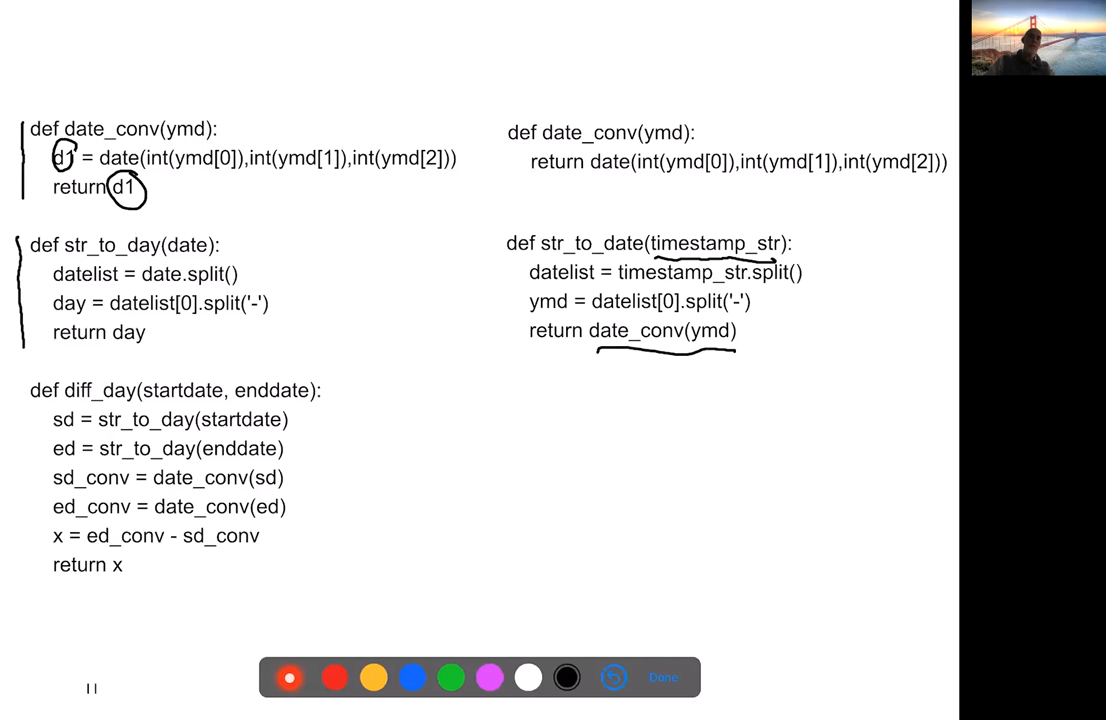 def date_conv(ymd):
d1 = date(int(ymd[0]),int(ymd[1]),int(ymd[2]))
return d1
def str_to_day(date):
datelist = date.split()
day = datelist[0].split('-')
return day
def diff_day(startdate, enddate):
sd = str_to_day(startdate)
ed = str_to_day(enddate)
sd_conv = date_conv(sd)
ed_conv = date_conv(ed)
x = ed_conv - sd_conv
return x
def date_conv(ymd):
return date(int(ymd[0]),int(ymd[1]),int(ymd[2]))
def str_to_date(timestamp_str):
datelist = timestamp_str.split()
ymd = datelist[0].split('-')
return date_conv(ymd)
11
Done